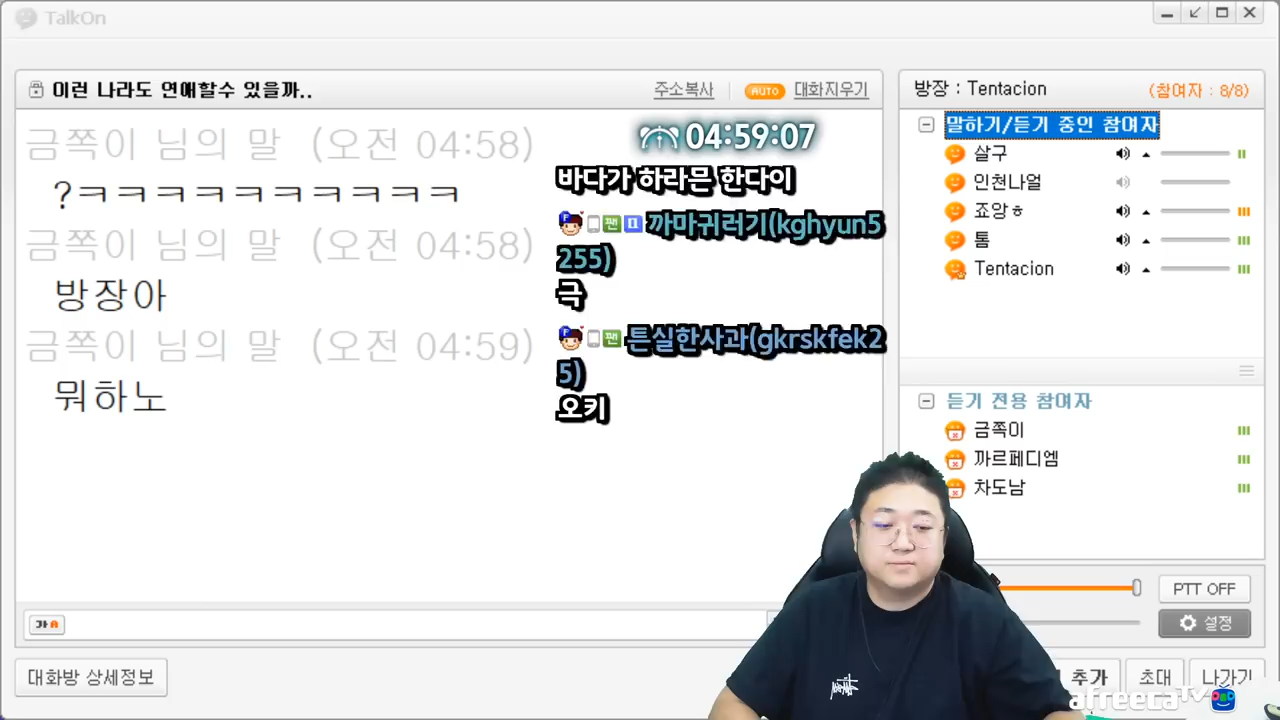 TalkOn
이런 나라도 연애할수 있을까..
주소복사
AUTO
대화지우기
금쪽이 님의 말 (오전 04:58)
?ㅋㅋㅋㅋㅋㅋㅋㅋㅋㅋㅋ
금쪽이 님의 말 (오전 04:58)
방장아
금쪽이 님의 말 (오전 04:59)
뭐하노
04:59:07
바다가 하라믄 한다이
팬 까마귀러기(kghyun5
255)
극
팬 튼실한사과(gkrskfek2
5)
오키
방장 : Tentacion
(참여자 : 8/8)
말하기/듣기 중인 참여자
살구
인천나얼
죠앙ㅎ
톰
Tentacion
듣기 전용 참여자
금쪽이
까르페디엠
차도남
PTT OFF
설정
가
대화방 상세정보
추가
초대
나가기
afreecaTV